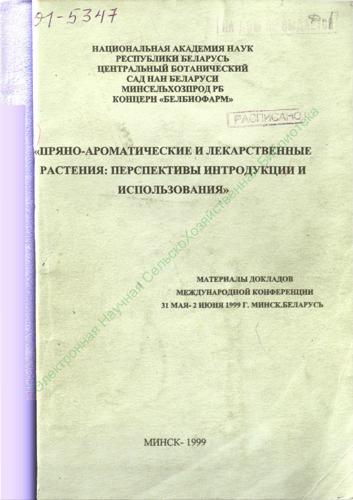 01-5347
НАЦИОНАЛЬНАЯ АКАДЕМИЯ НАУК
РЕСПУБЛИКИ БЕЛАРУСЬ
ЦЕНТРАЛЬНЫЙ БОТАНИЧЕСКИЙ
САД НАН БЕЛАРУСИ
МИНСЕЛЬХОЗПРОД РБ
КОНЦЕРН «БЕЛБИОФАРМ»
РАСПИСАНО
«ПРЯНО-АРОМАТИЧЕСКИЕ И ЛЕКАРСТВЕННЫЕ
РАСТЕНИЯ: ПЕРСПЕКТИВЫ ИНТРОДУКЦИИ И
ИСПОЛЬЗОВАНИЯ»
Электронная Научная СельскоХозяйственная Библиотека
МАТЕРИАЛЫ ДОКЛАДОВ
МЕЖДУНАРОДНОЙ КОНФЕРЕНЦИИ
31 МАЯ- 2 ИЮНЯ 1999 Г. МИНСК.БЕЛАРУСЬ
МИНСК- 1999